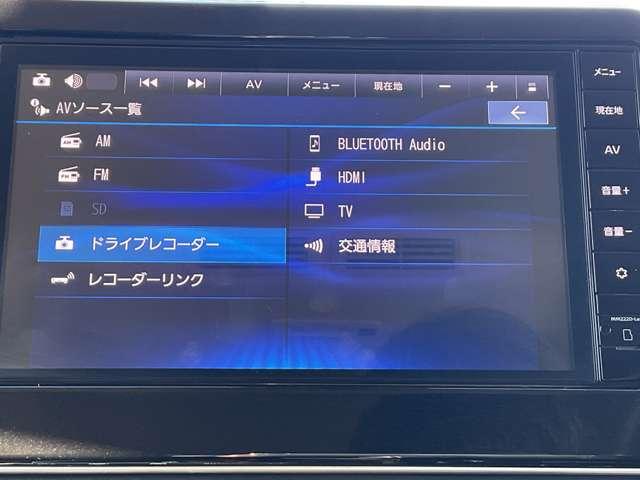 AV
メニュー
現在地
AVソース一覧
AM
FM
SD
ドライブレコーダー
レコーダーリンク
BLUETOOTH Audio
HDMI
TV
交通情報
メニュー
現在地
AV
音量+
音量-